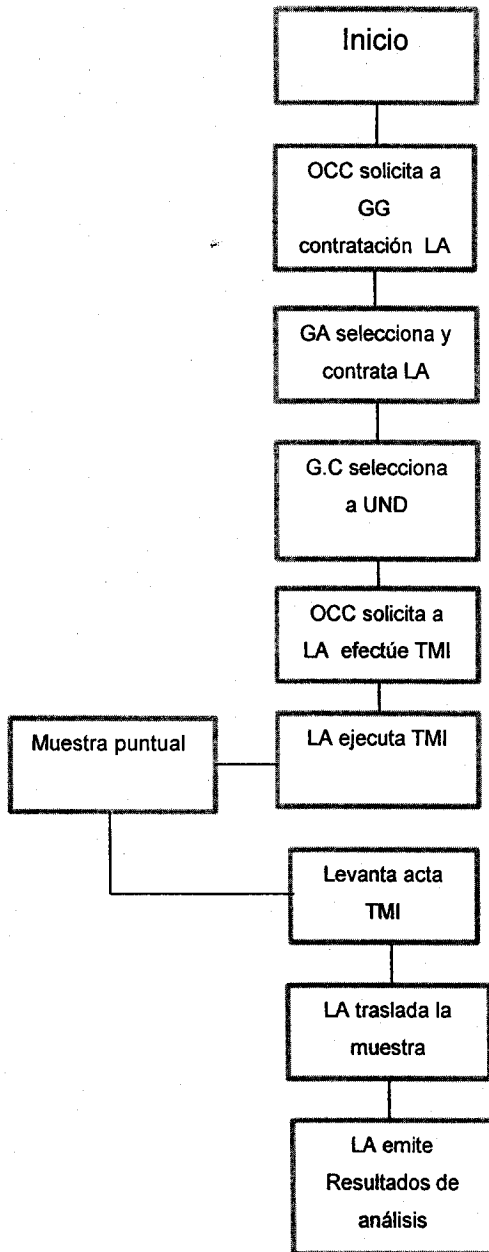 Inicio
OCC solicita a
GG
contratación LA
GA selecciona y
contrata LA
G.C selecciona
a UND
OCC solicita a
LA efectúe TMI
LA ejecuta TMI
Muestra puntual
Levanta acta
TMI
LA traslada la
muestra
LA emite
Resultados de
análisis